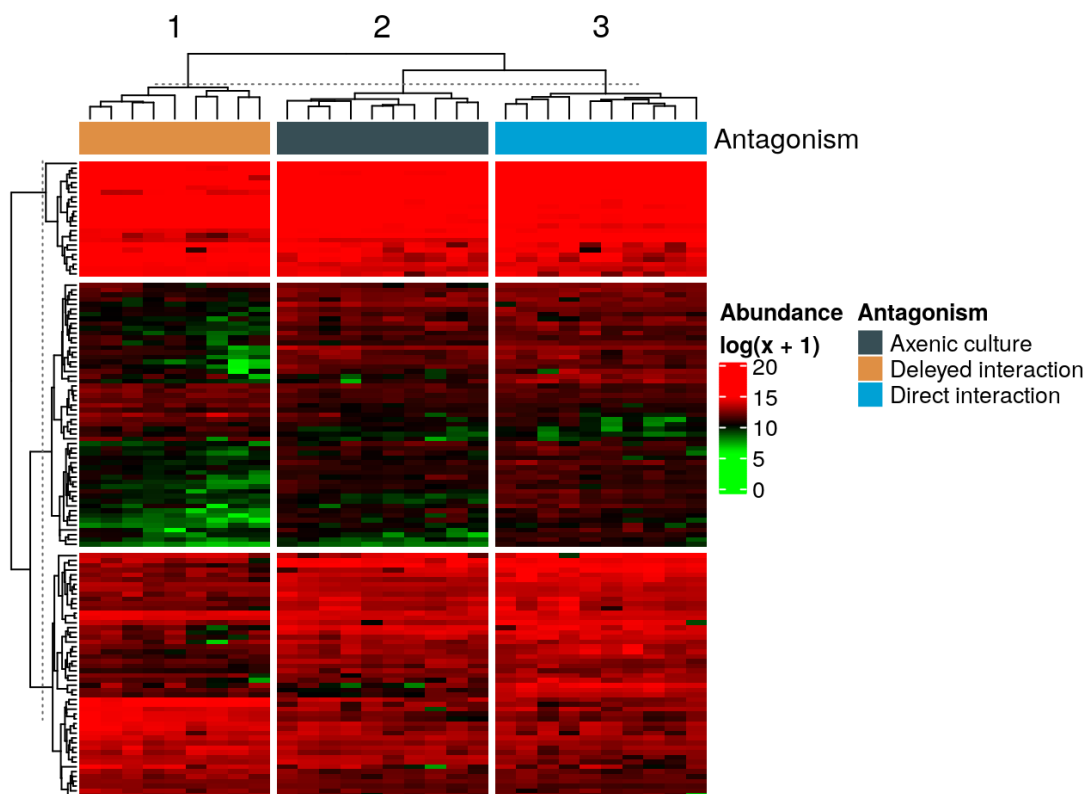 1 2 3
Antagonism
Abundance
log(x + 1)
20
15
10
5
0
Antagonism
Axenic culture
Deleyed interaction
Direct interaction